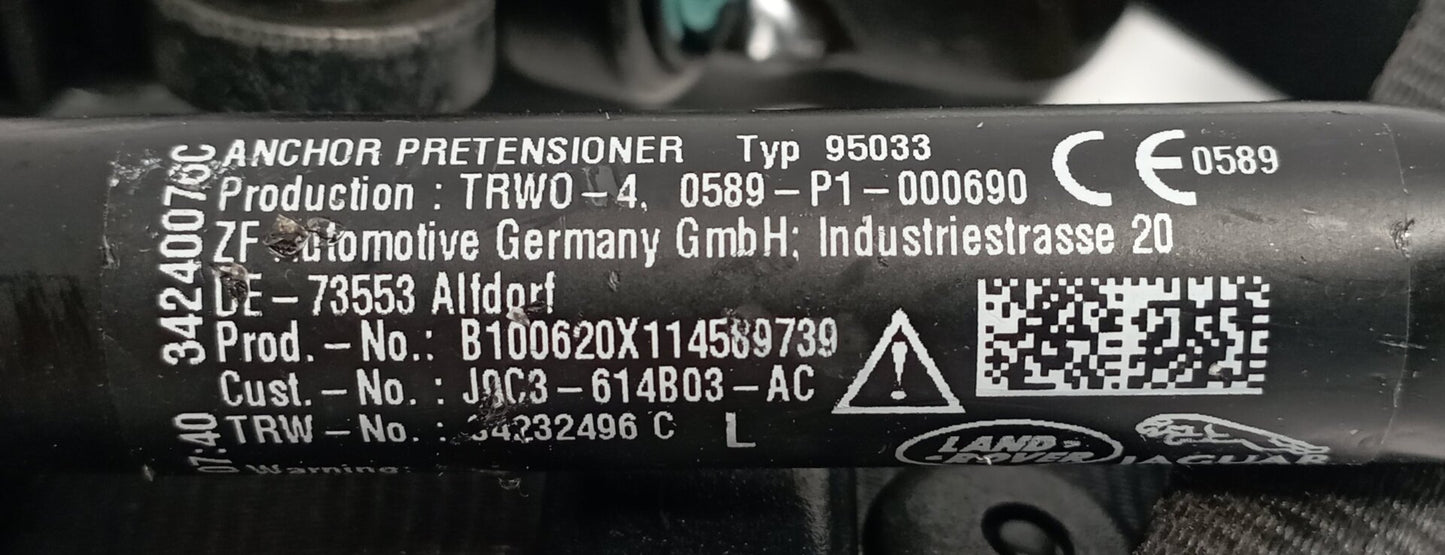 ANCHOR PRETENSIONER Typ 95033
CE 0589
Production : TRWO-4, 0589-P1-000690
ZF Automotive Germany GmbH; Industriestrasse 20
DE-73553 Alfdorf
Prod.-No.: B100620X114589739
Cust.-No.: 614B03-AC
TRW-No.: 34232496 C L
Warning:
34240076C
07:40
LAND ROVER
JAGUAR